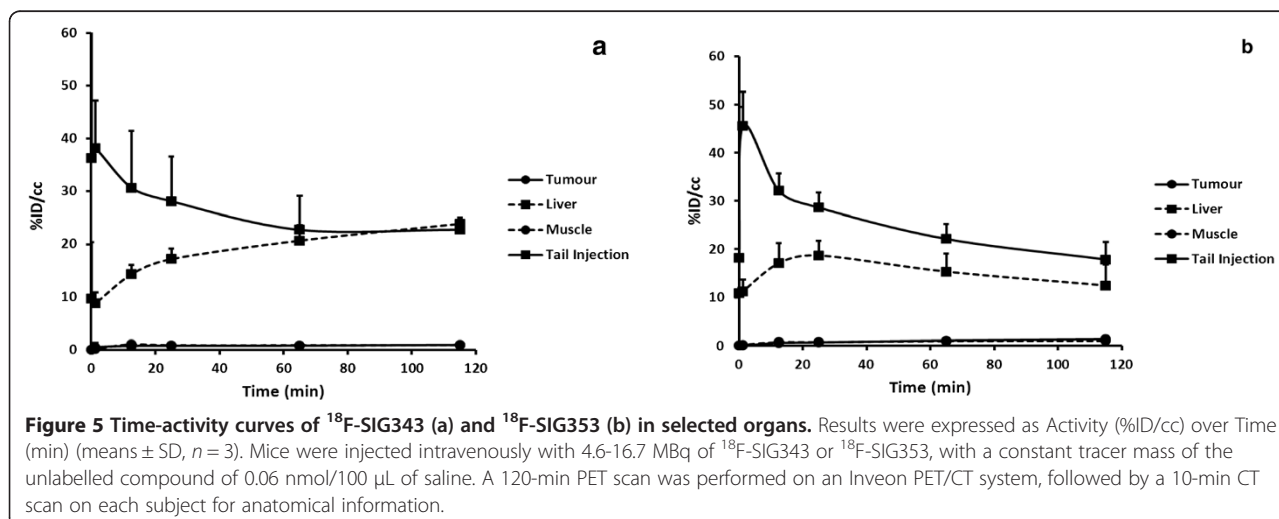 60
50
40
30
20
10
0
%ID/cc
0 20 40 60 80 100 120
Time (min)
a
Tumour
Liver
Muscle
Tail Injection
60
50
40
30
20
10
0
%ID/cc
0 20 40 60 80 100 120
Time (min)
b
Tumour
Liver
Muscle
Tail Injection
Figure 5 Time-activity curves of ¹⁸F-SIG343 (a) and ¹⁸F-SIG353 (b) in selected organs. Results were expressed as Activity (%ID/cc) over Time
(min) (means ± SD, n = 3). Mice were injected intravenously with 4.6-16.7 MBq of ¹⁸F-SIG343 or ¹⁸F-SIG353, with a constant tracer mass of the
unlabelled compound of 0.06 nmol/100 μL of saline. A 120-min PET scan was performed on an Inveon PET/CT system, followed by a 10-min CT
scan on each subject for anatomical information.